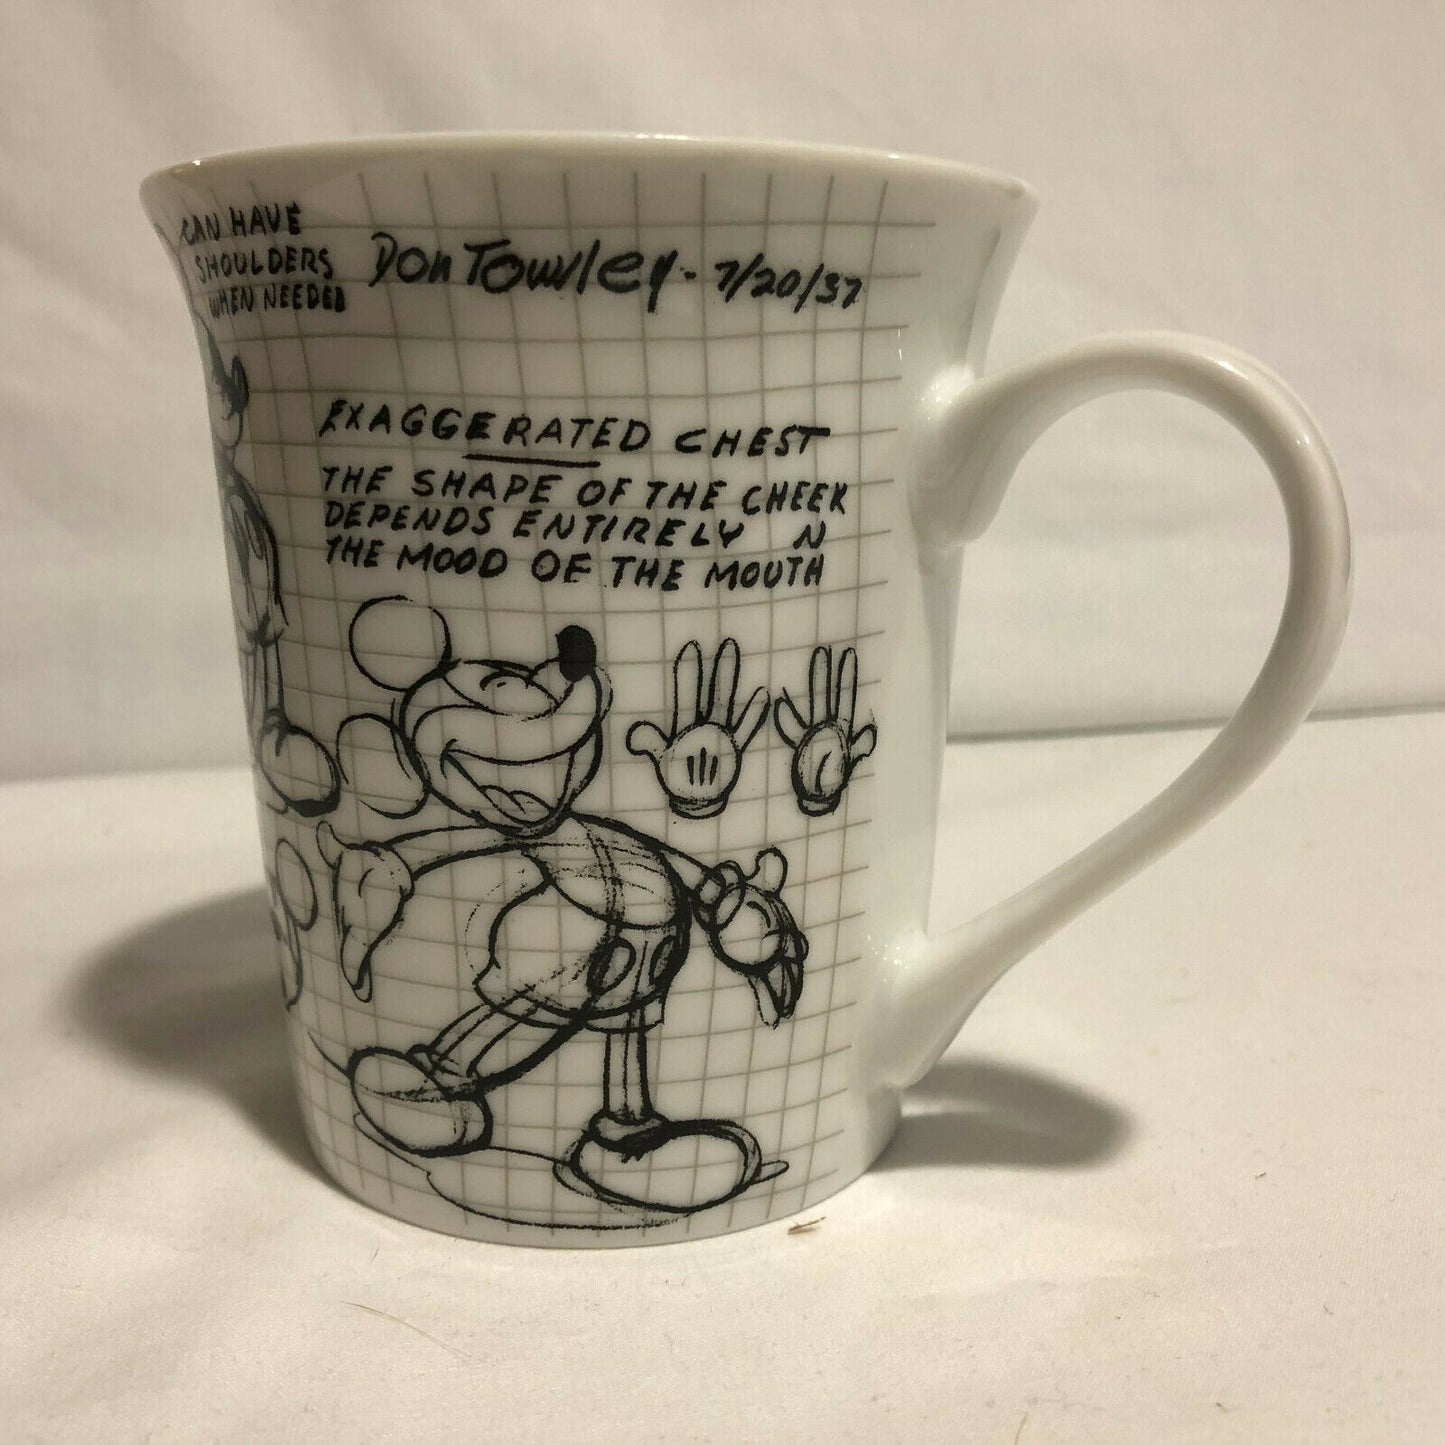 CAN HAVE
SHOULDERS
WHEN NEEDED
Don Towsley - 7/20/37
EXAGGERATED CHEST
THE SHAPE OF THE CHEEK
DEPENDS ENTIRELY N
THE MOOD OF THE MOUTH